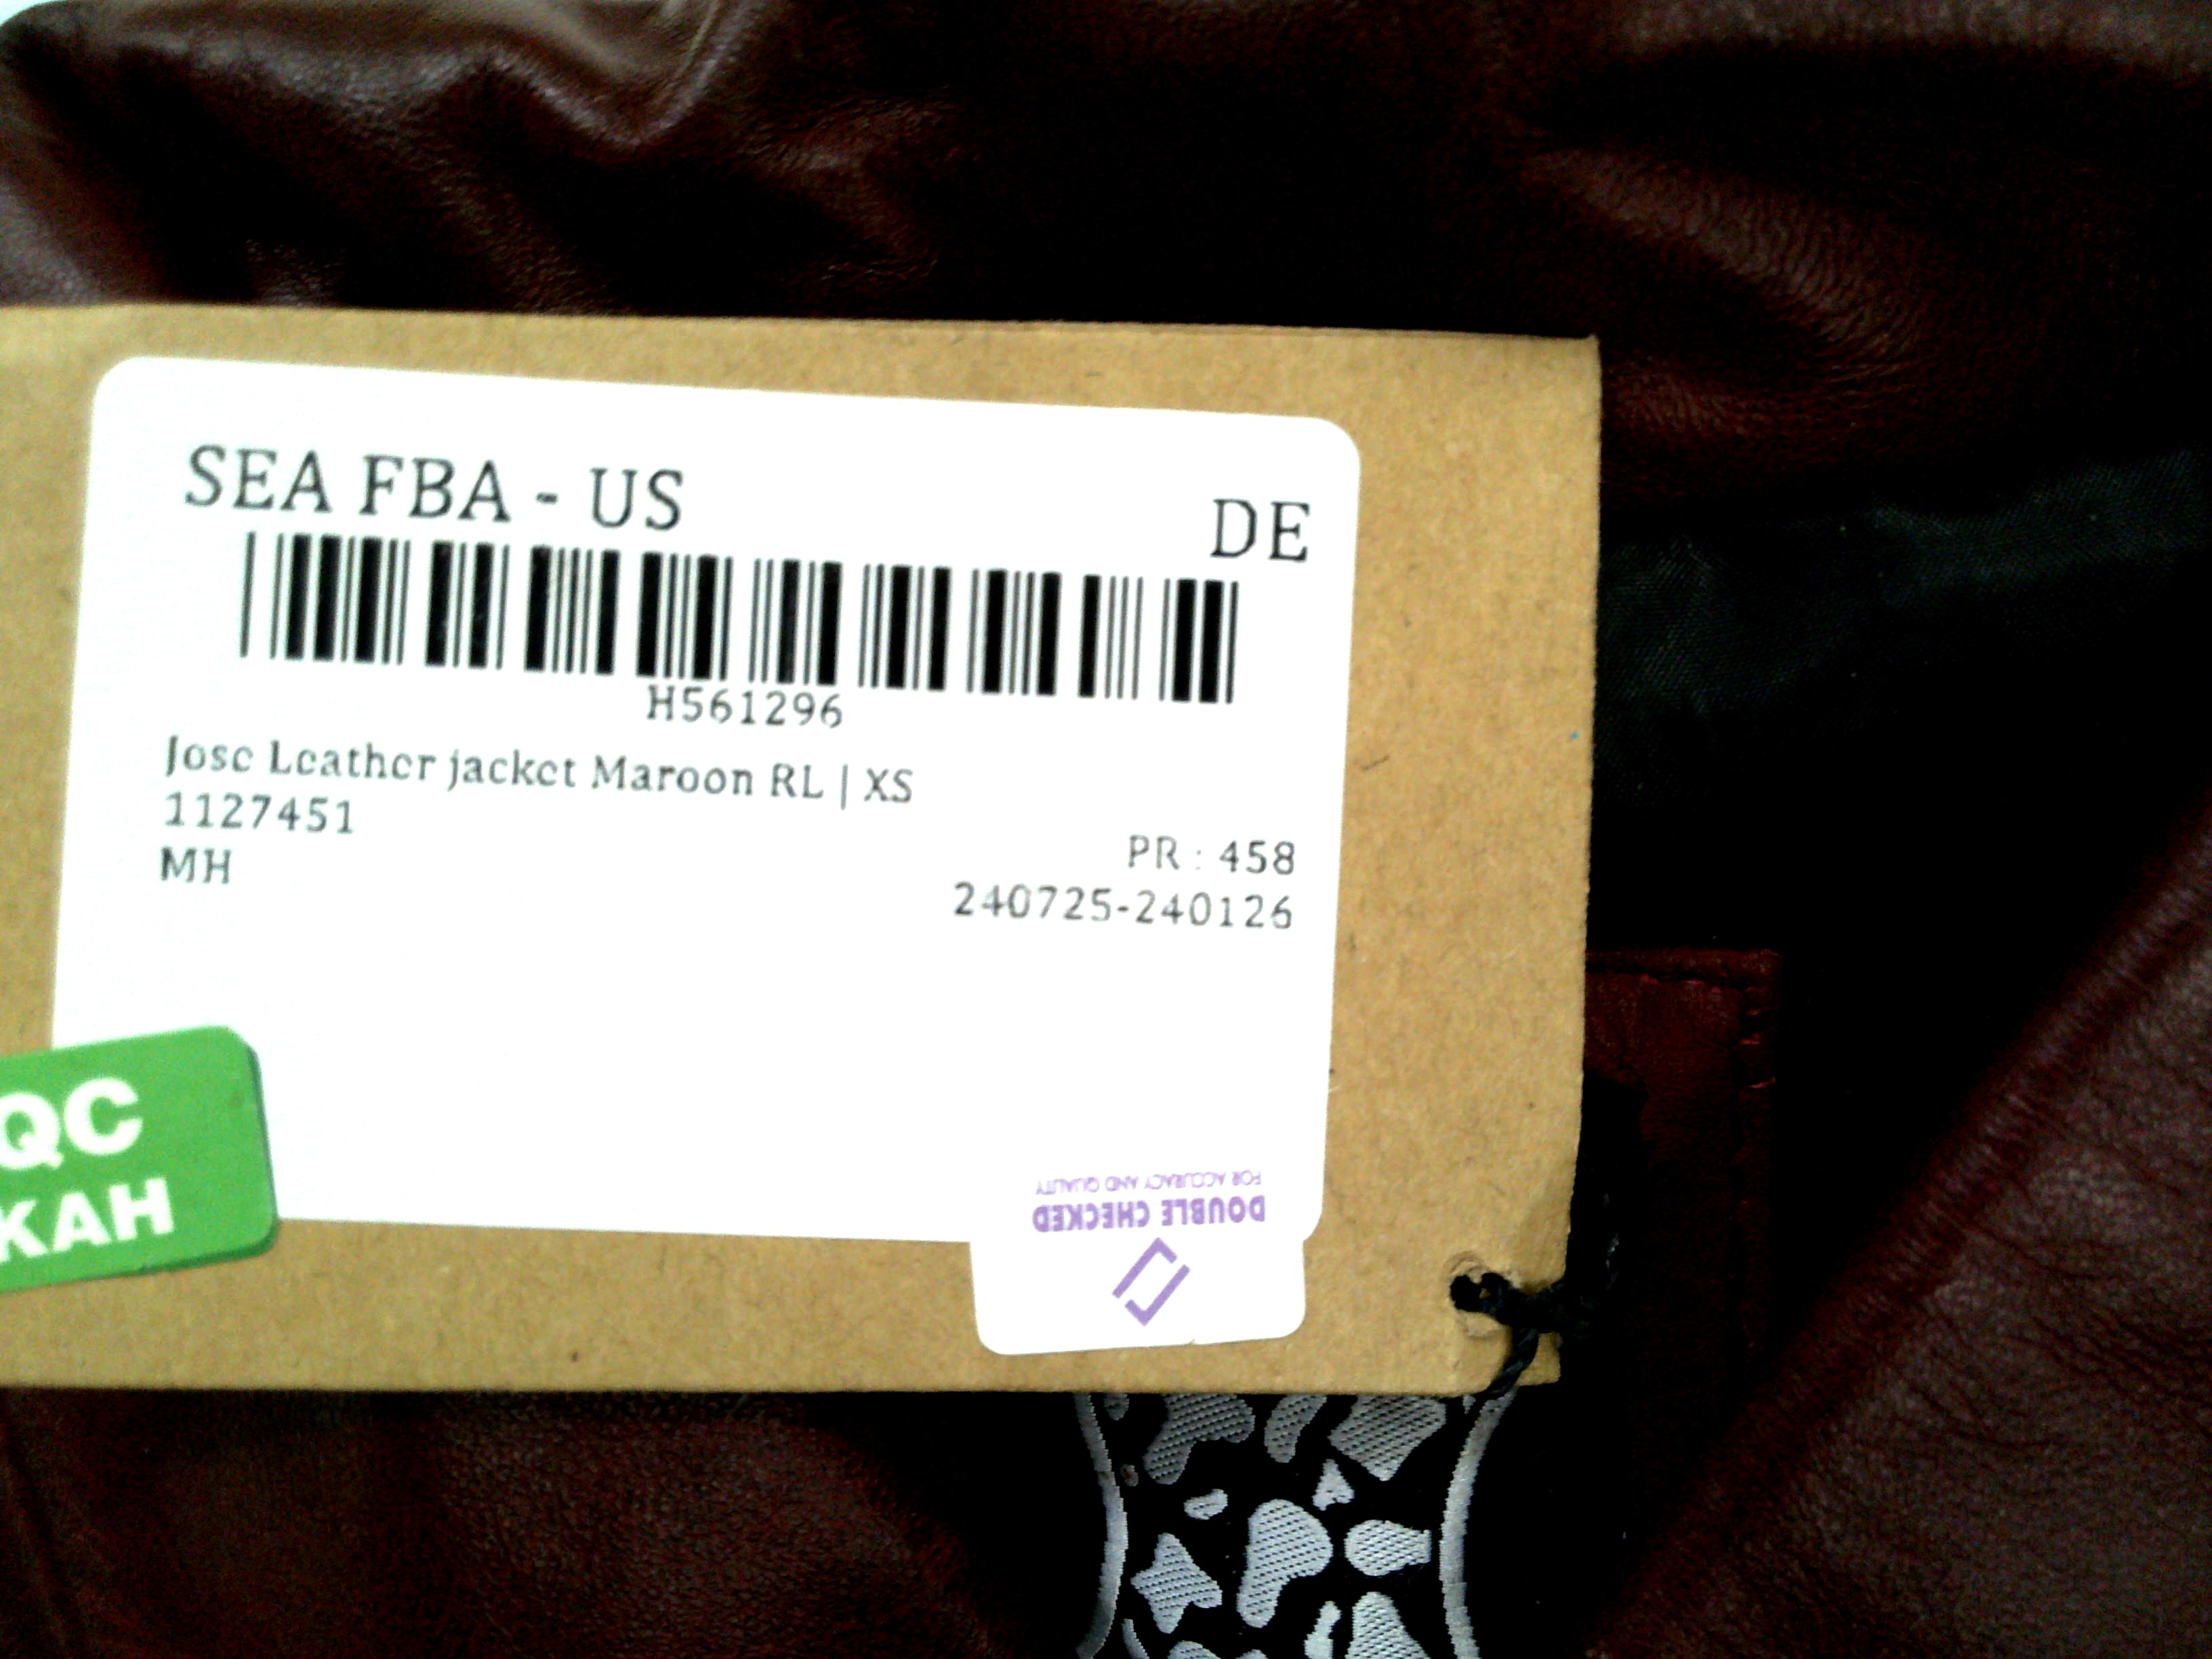 SEA FBA - US
DE
H561296
Jose Leather jacket Maroon RL | XS
1127451
PR : 458
MH
240725-240126
QC
KAH
DOUBLE CHECKED
FOR ACCURACY AND QUALITY